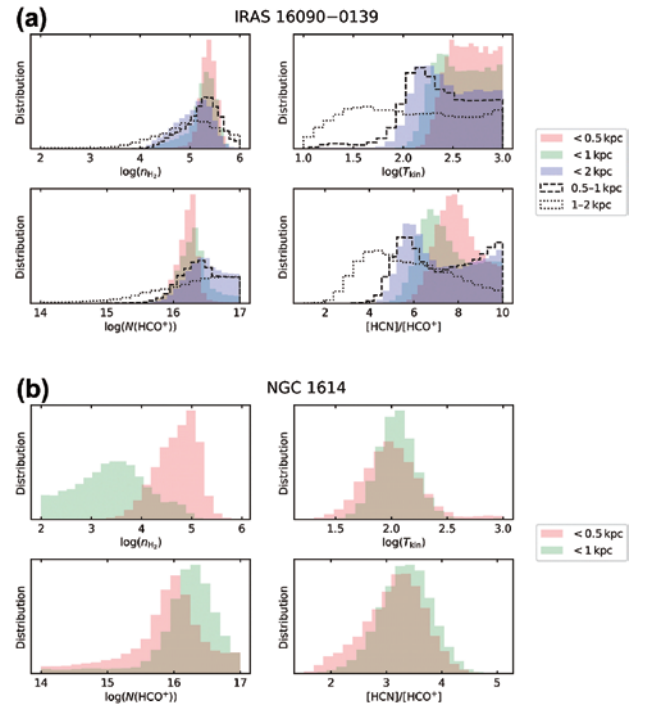 (a)
IRAS 16090−0139
Distribution
2 3 4 5 6
log(n_H₂)
Distribution
1.0 1.5 2.0 2.5 3.0
log(T_kin)
< 0.5 kpc
< 1 kpc
< 2 kpc
0.5–1 kpc
1–2 kpc
Distribution
14 15 16 17
log(N(HCO⁺))
Distribution
2 4 6 8 10
[HCN]/[HCO⁺]
(b)
NGC 1614
Distribution
2 3 4 5 6
log(n_H₂)
Distribution
1.5 2.0 2.5 3.0
log(T_kin)
< 0.5 kpc
< 1 kpc
Distribution
14 15 16 17
log(N(HCO⁺))
Distribution
2 3 4 5
[HCN]/[HCO⁺]